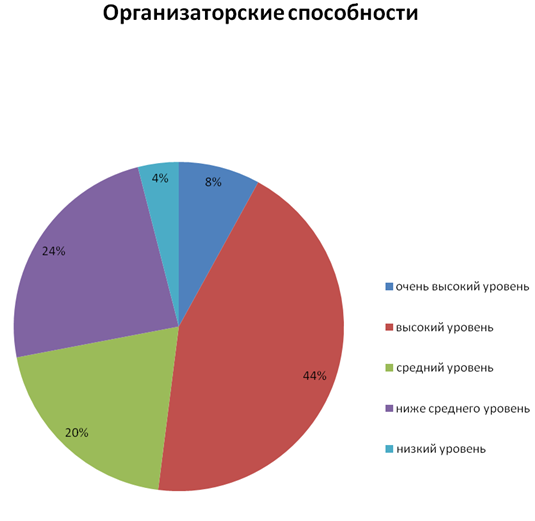 Организаторские способности
4%
8%
24%
44%
20%
очень высокий уровень
высокий уровень
средний уровень
ниже среднего уровень
низкий уровень